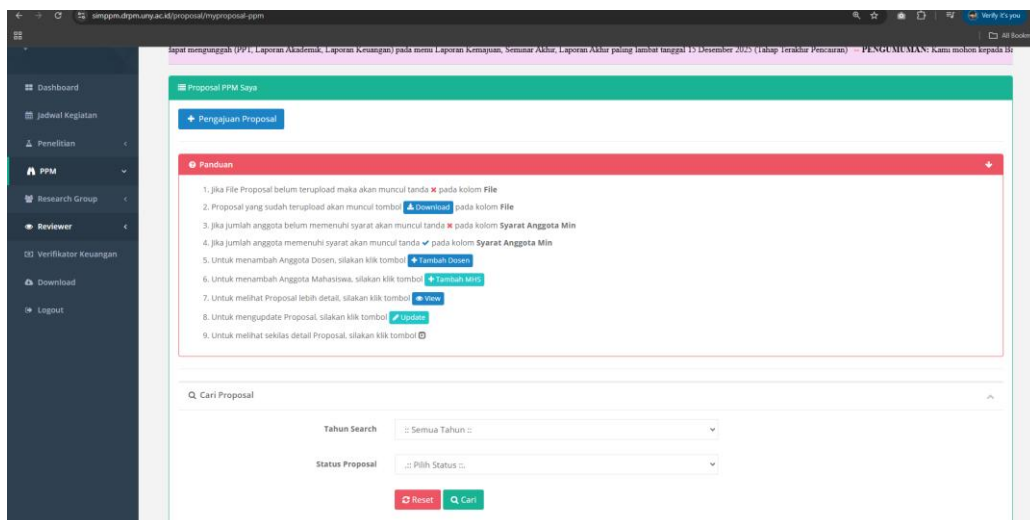 simppm.drpm.uny.ac.id/proposal/myproposal-ppm
Verify it's you
All Bookm
dapat mengunggah (PPT, Laporan Akademik, Laporan Keuangan) pada menu Laporan Kemajuan, Seminar Akhir, Laporan Akhir paling lambat tanggal 15 Desember 2025 (Tahap Terakhir Pencairan) -- PENGUMUMAN: Kami mohon kepada Ba
Dashboard
Jadwal Kegiatan
Penelitian
PPM
Research Group
Reviewer
Verifikator Keuangan
Download
Logout
Proposal PPM Saya
+ Pengajuan Proposal
Panduan
1. Jika File Proposal belum terupload maka akan muncul tanda ✖ pada kolom File
2. Proposal yang sudah terupload akan muncul tombol Download pada kolom File
3. Jika jumlah anggota belum memenuhi syarat akan muncul tanda ✖ pada kolom Syarat Anggota Min
4. Jika jumlah anggota memenuhi syarat akan muncul tanda ✔ pada kolom Syarat Anggota Min
5. Untuk menambah Anggota Dosen, silakan klik tombol + Tambah Dosen
6. Untuk menambah Anggota Mahasiswa, silakan klik tombol + Tambah MHS
7. Untuk melihat Proposal lebih detail, silakan klik tombol View
8. Untuk mengupdate Proposal, silakan klik tombol Update
9. Untuk melihat sekilas detail Proposal, silakan klik tombol
Cari Proposal
Tahun Search
:: Semua Tahun ::
Status Proposal
.:: Pilih Status ::.
Reset
Cari